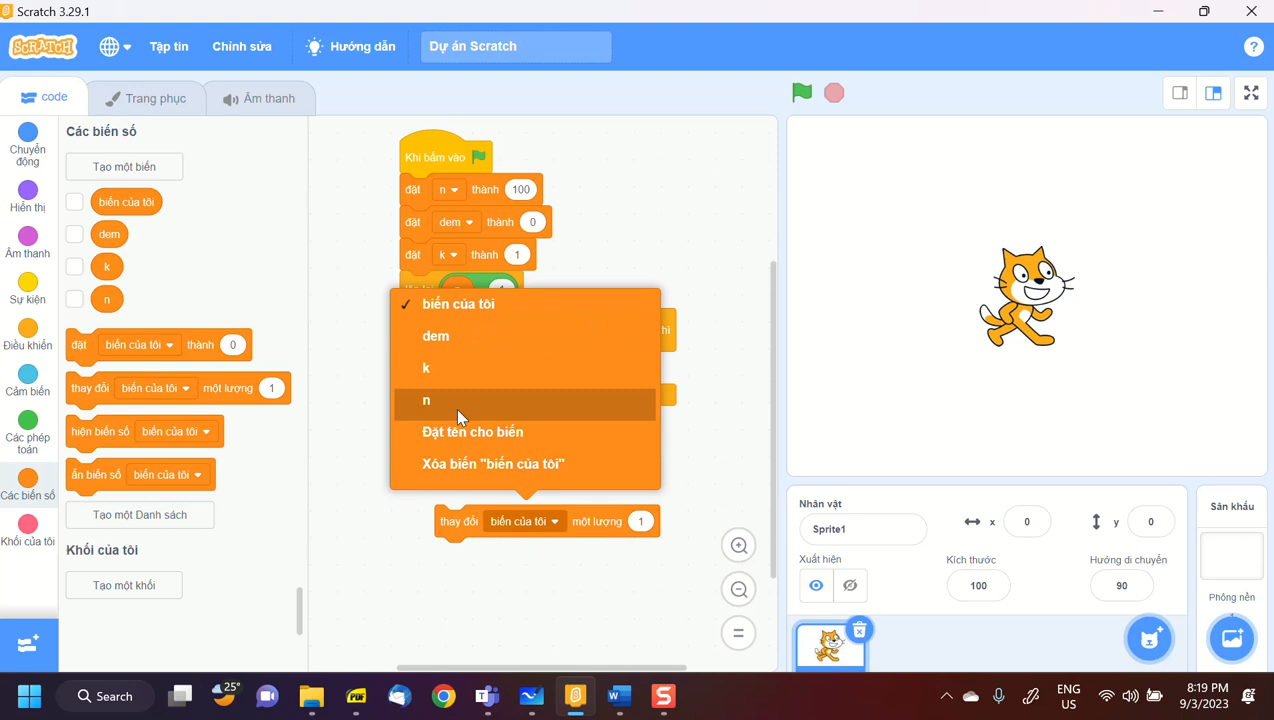 Scratch 3.29.1
SCRATCH
Tập tin
Chỉnh sửa
Hướng dẫn
Dự án Scratch
?
code
Trang phục
Âm thanh
Chuyển động
Hiển thị
Âm thanh
Sự kiện
Điều khiển
Cảm biến
Các phép toán
Các biến số
Khối của tôi
Các biến số
Tạo một biến
biến của tôi
dem
k
n
đặt biến của tôi thành 0
thay đổi biến của tôi một lượng 1
hiện biến số biến của tôi
ẩn biến số biến của tôi
Tạo một Danh sách
Khối của tôi
Tạo một khối
Khi bấm vào
đặt n thành 100
đặt dem thành 0
đặt k thành 1
biến của tôi
dem
k
n
Đặt tên cho biến
Xóa biến "biến của tôi"
thay đổi biến của tôi một lượng 1
Nhân vật
Sprite1
x 0
y 0
Xuất hiện
Kích thước
100
Hướng di chuyển
90
Sân khấu
Phông nền
25°
Search
ENG
US
8:19 PM
9/3/2023